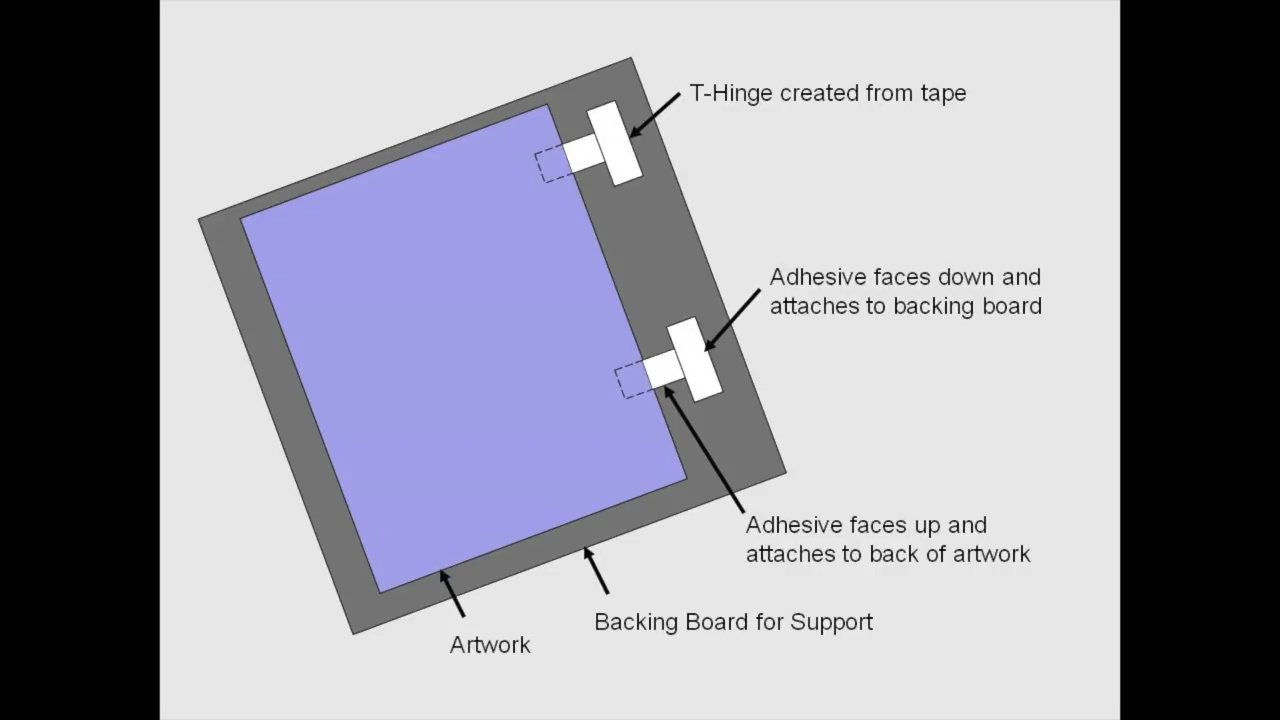 T-Hinge created from tape
Adhesive faces down and
attaches to backing board
Adhesive faces up and
attaches to back of artwork
Backing Board for Support
Artwork